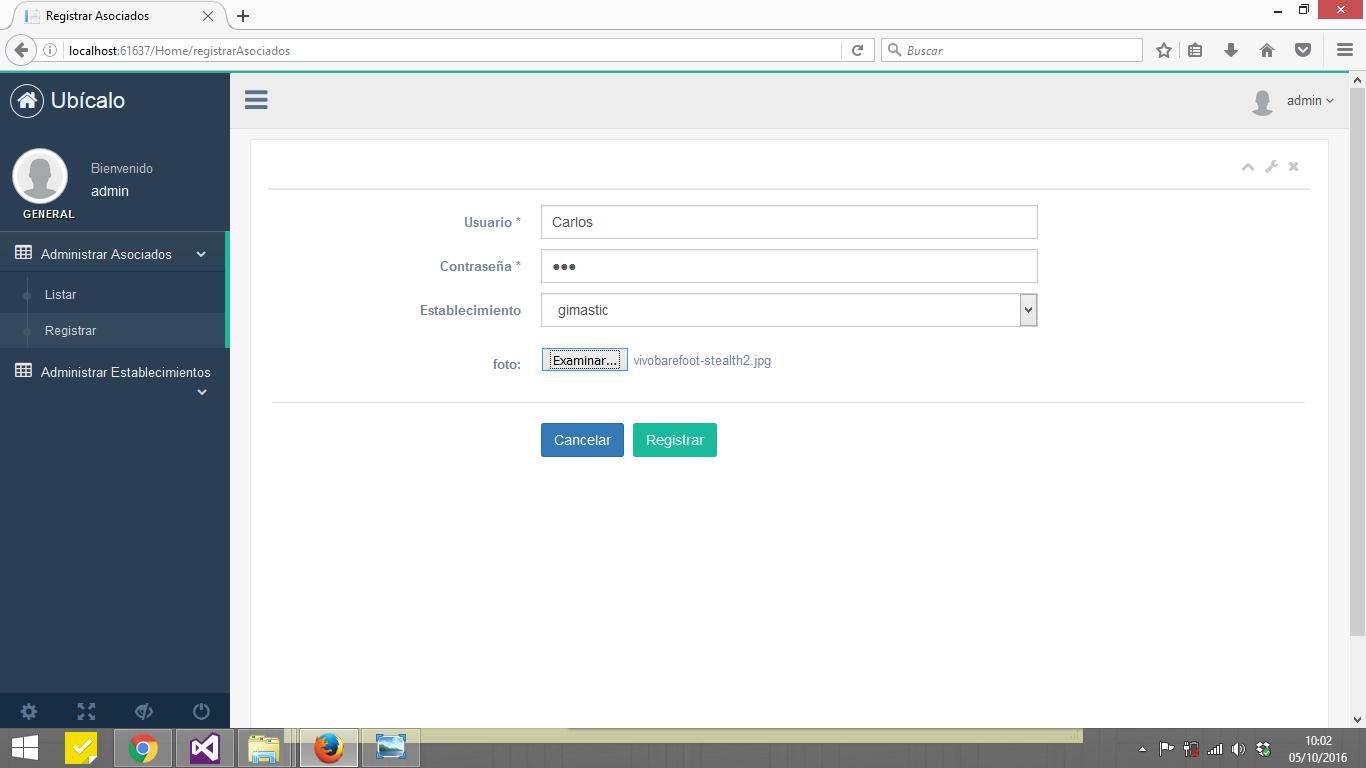 Registrar Asociados
localhost:61637/Home/registrarAsociados
Buscar
Ubícalo
admin
Bienvenido
admin
GENERAL
Administrar Asociados
Listar
Registrar
Administrar Establecimientos
Usuario * Carlos
Contraseña * ●●●
Establecimiento gimastic
foto: Examinar... vivobarefoot-stealth2.jpg
Cancelar Registrar
10:02
05/10/2016